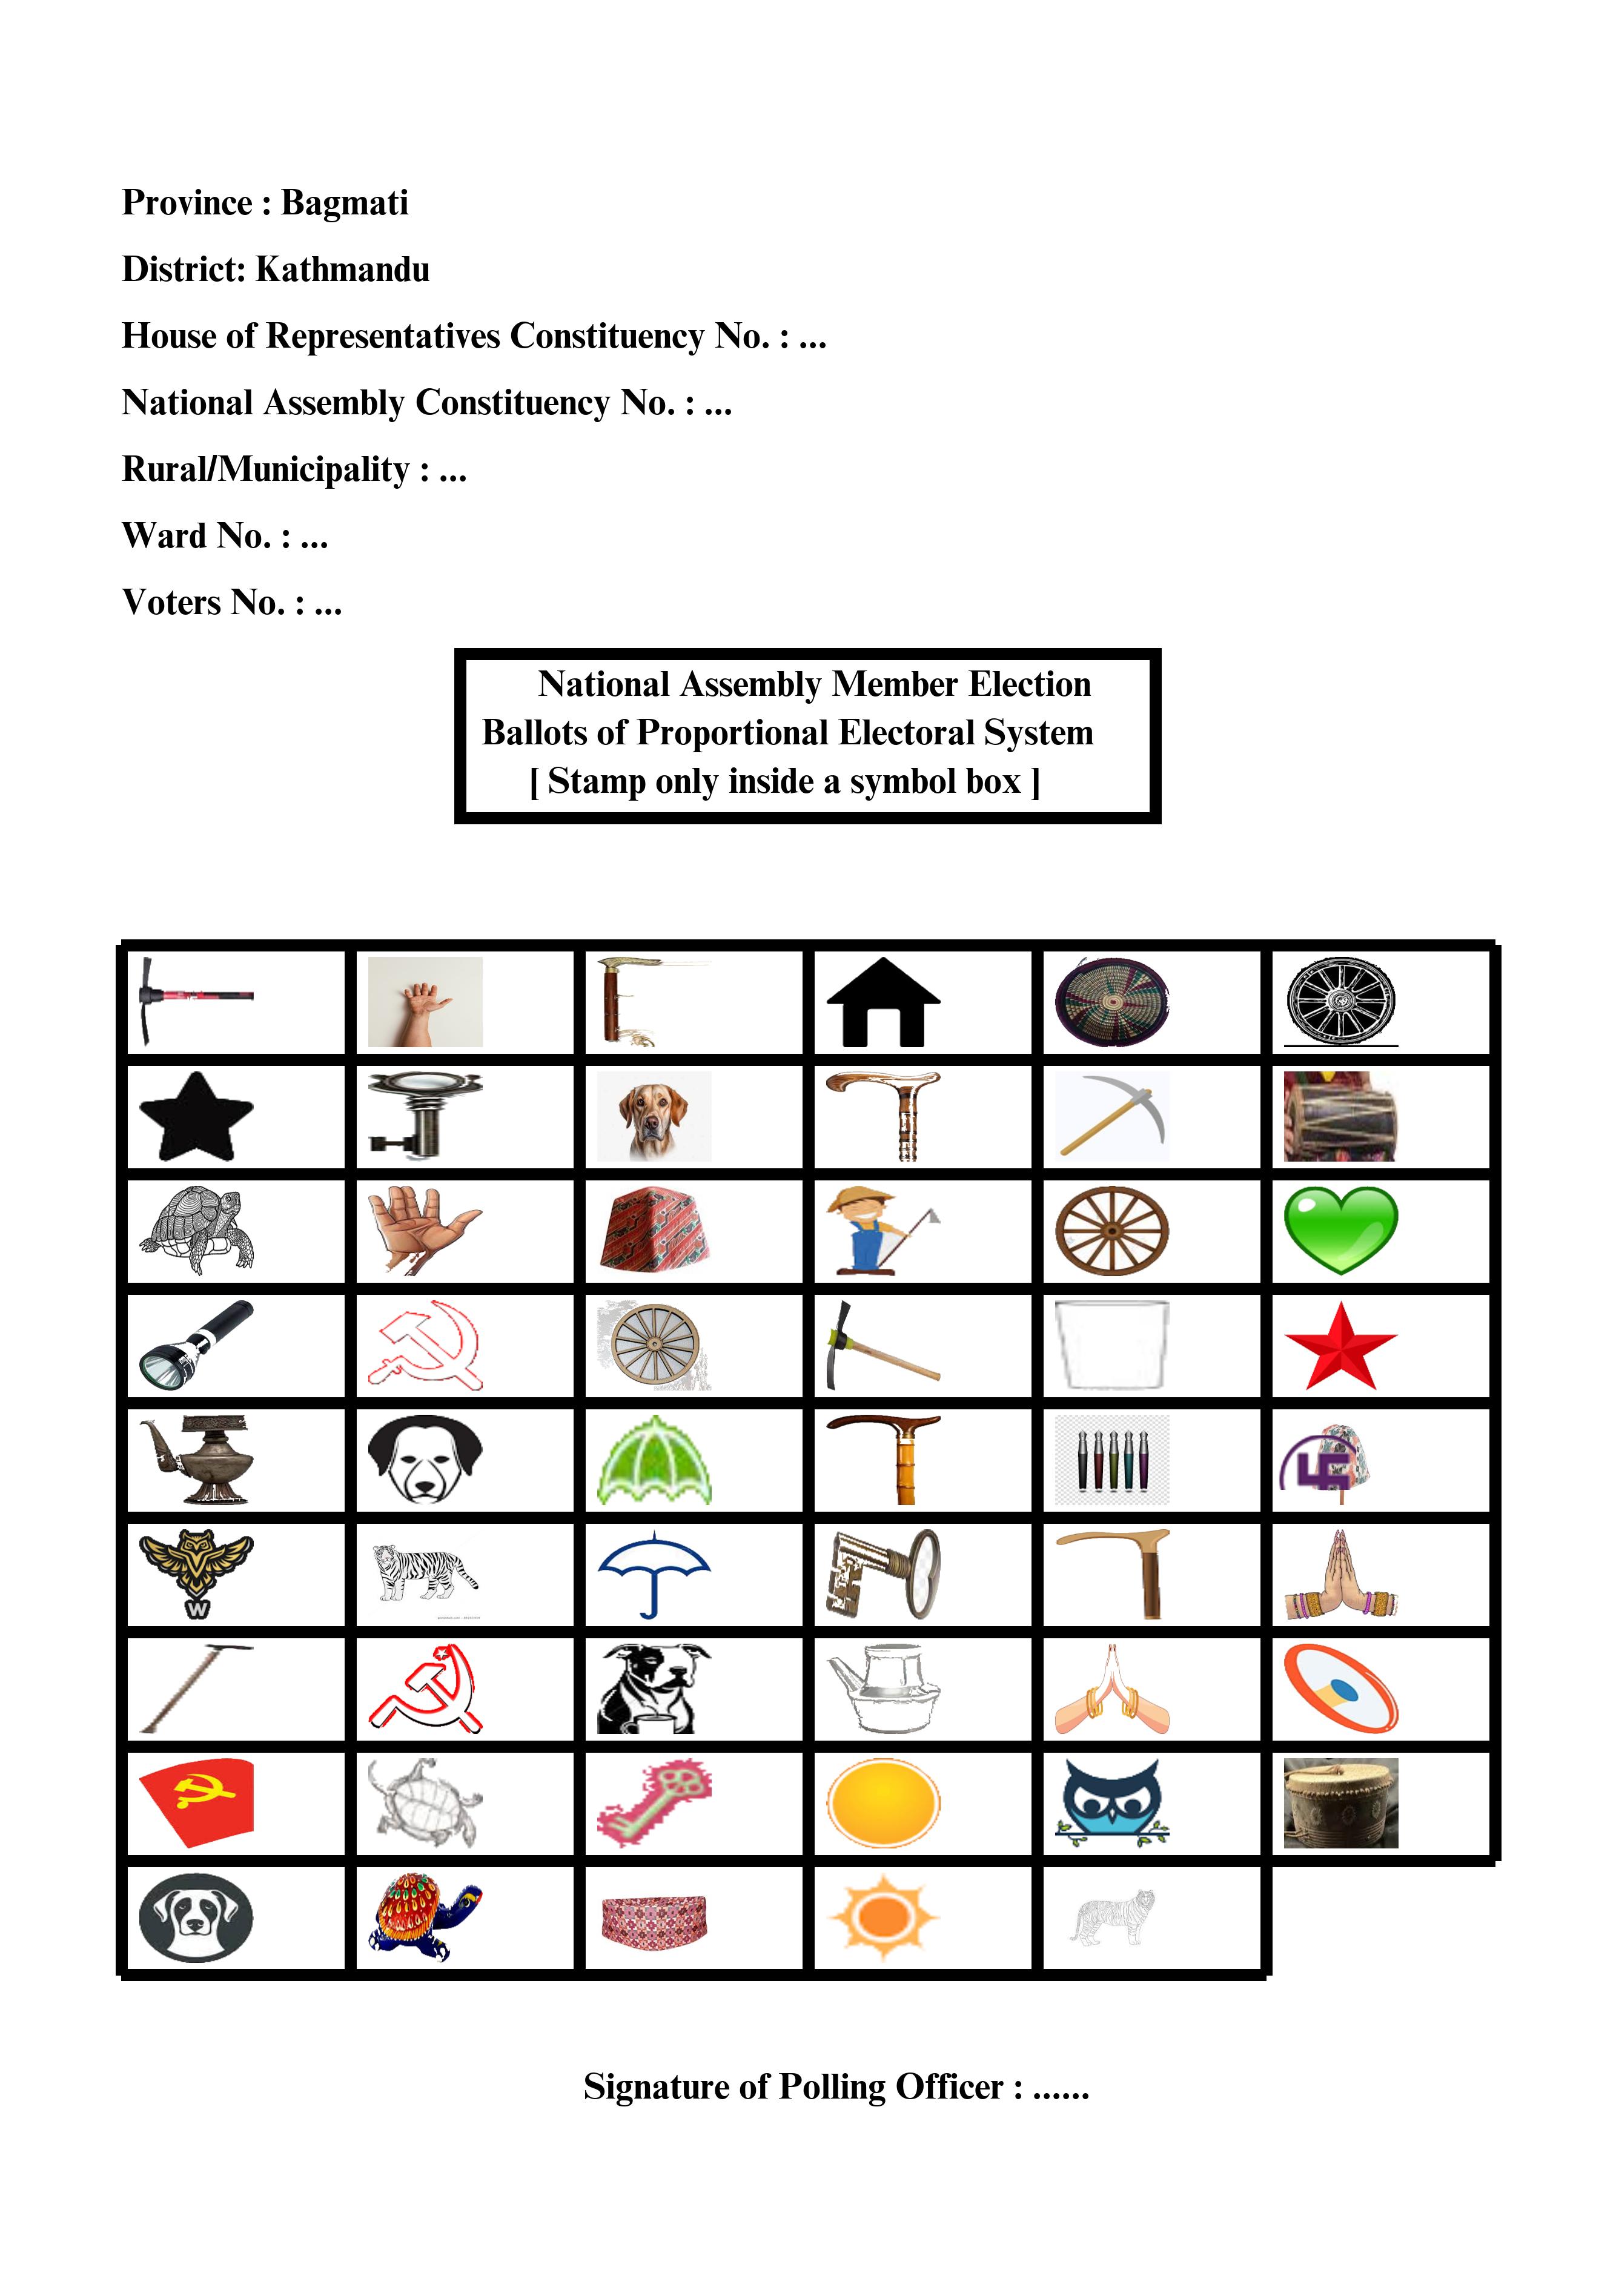 Province : Bagmati
District: Kathmandu
House of Representatives Constituency No. : ...
National Assembly Constituency No. : ...
Rural/Municipality : ...
Ward No. : ...
Voters No. : ...
National Assembly Member Election
Ballots of Proportional Electoral System
[ Stamp only inside a symbol box ]
W
Signature of Polling Officer : ......